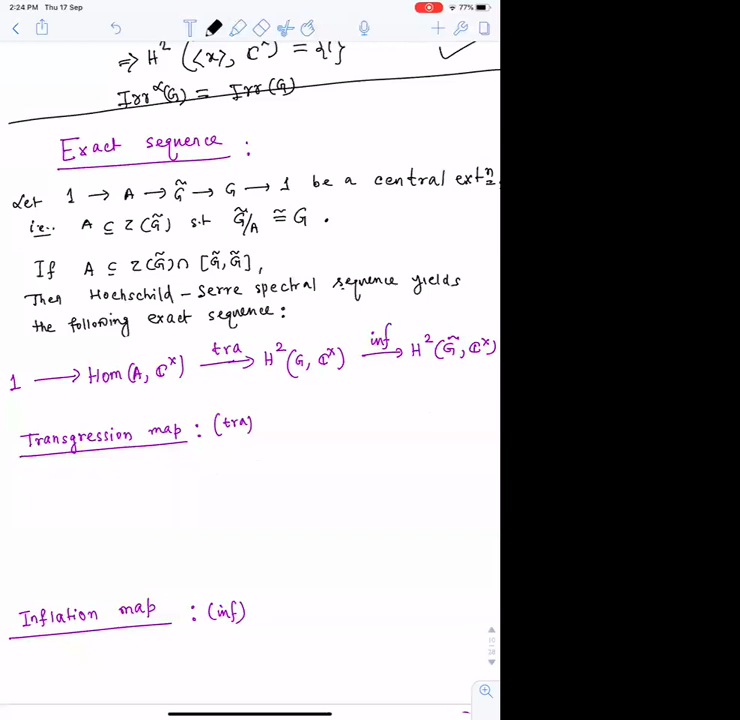 2:24 PM Thu 17 Sep
77%
=> H² (<x>, ℂ^×) = {1}
Irr^α(G) = Irr(G)
Exact sequence :
Let 1 → A → G̃ → G → 1 be a central extⁿ.
i.e.. A ⊆ Z(G̃) s.t G̃/A ≅ G .
If A ⊆ Z(G̃) ∩ [G̃, G̃],
Then Hochschild - Serre spectral sequence yields
the following exact sequence :
1 → Hom(A, ℂ^×) —tra→ H²(G, ℂ^×) —inf→ H²(G̃, ℂ^×)
Transgression map : (tra)
Inflation map : (inf)